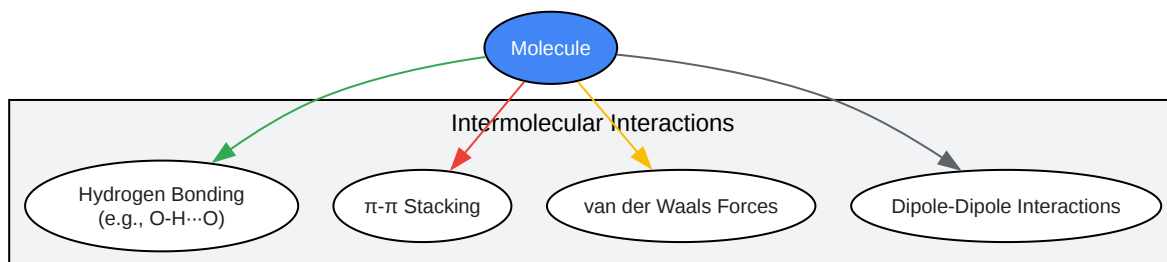 Molecule
Intermolecular Interactions
Hydrogen Bonding
(e.g., O-H···O)
π-π Stacking
van der Waals Forces
Dipole-Dipole Interactions